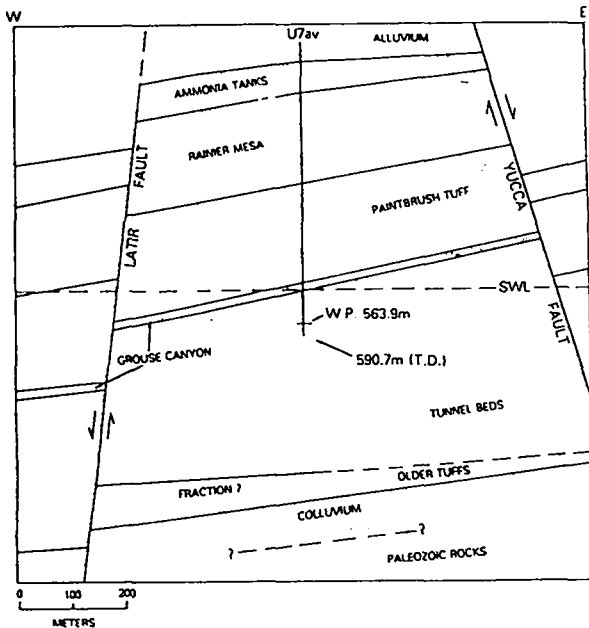 W
E
U7av
ALLUVIUM
AMMONIA TANKS
RAINIER MESA
LATIR FAULT
PAINTBRUSH TUFF
YUCCA FAULT
SWL
W.P. 563.9m
590.7m (T.D.)
GROUSE CANYON
TUNNEL BEDS
OLDER TUFFS
FRACTION ?
COLLUVIUM
?
?
PALEOZOIC ROCKS
0 100 200
METERS